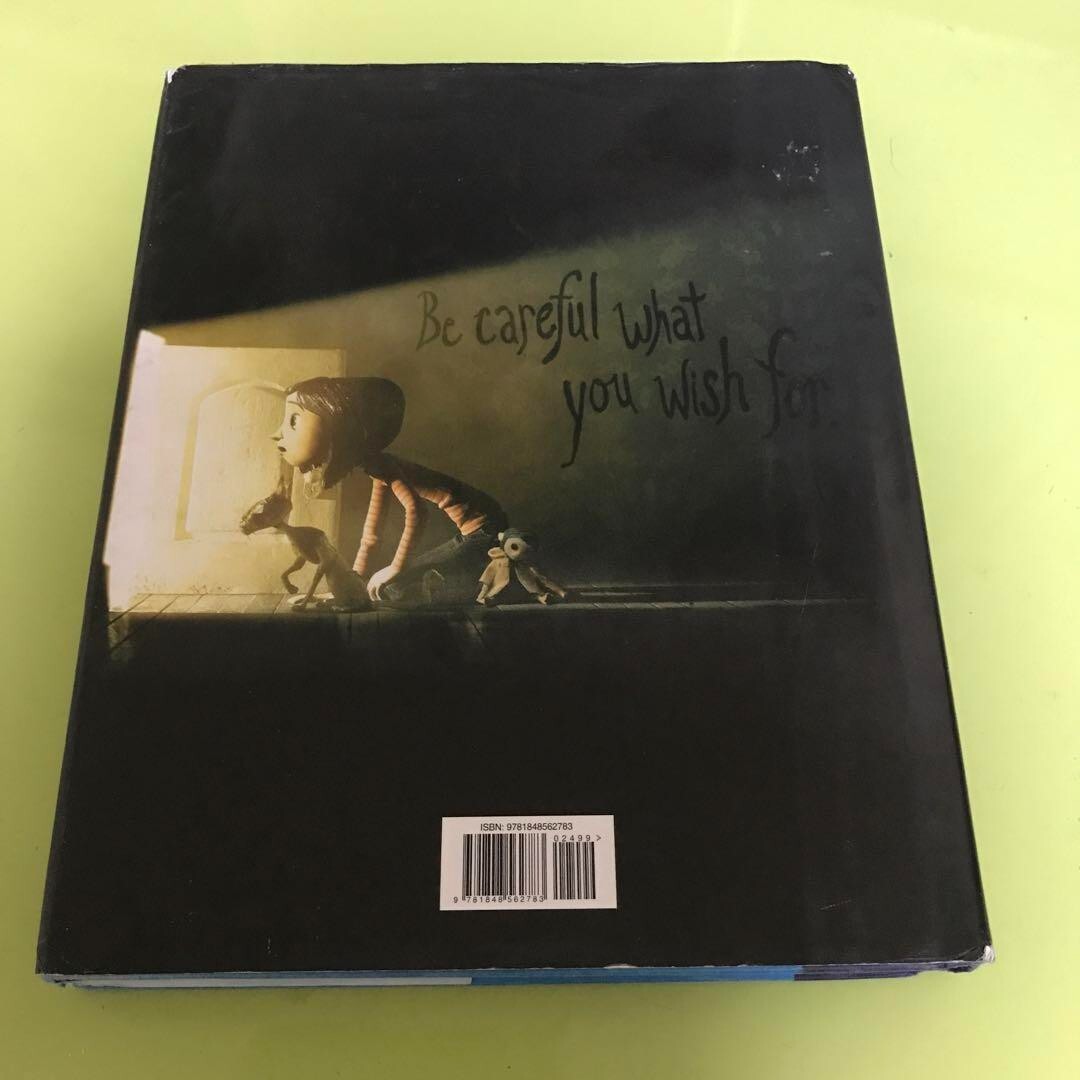 Be careful what
you wish for.
ISBN: 9781848562783
02499 >
9 781848 562783